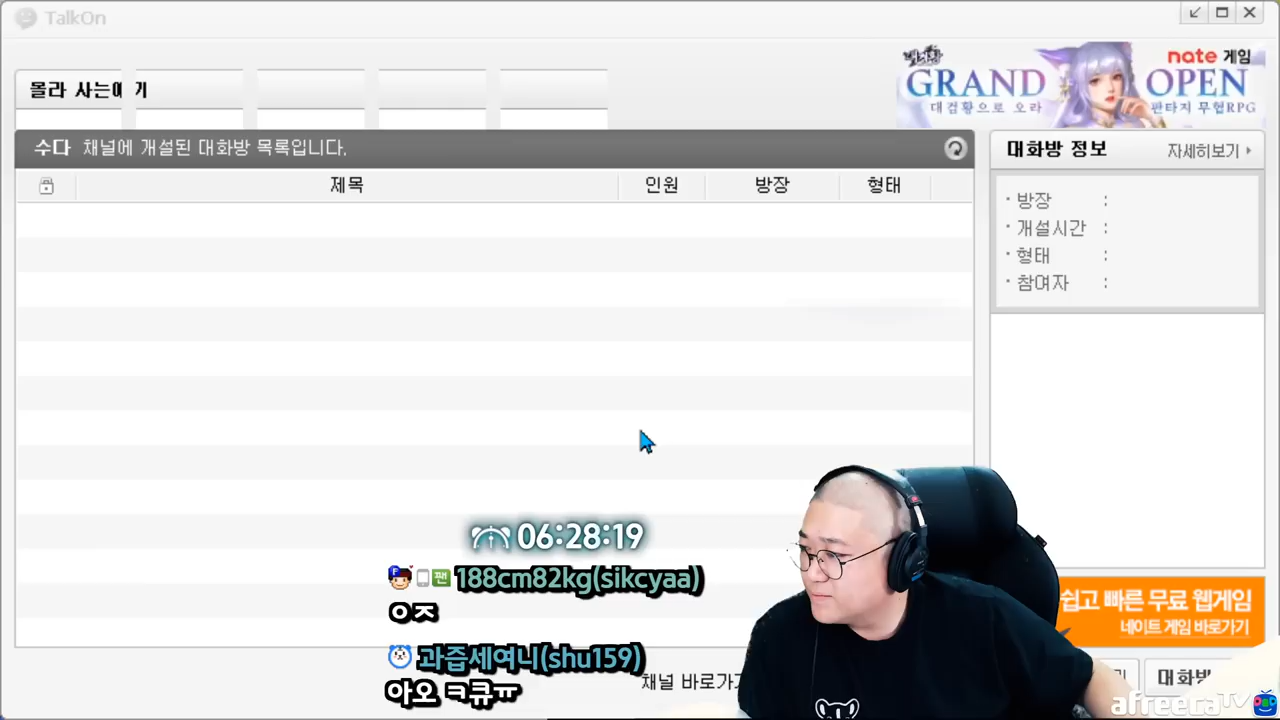 TalkOn
nate 게임
GRAND OPEN
대검황으로 오라
판타지 무협RPG
몰라 사는
기
수다 채널에 개설된 대화방 목록입니다.
제목 인원 방장 형태
대화방 정보 자세히보기
· 방장 :
· 개설시간 :
· 형태 :
· 참여자 :
06:28:19
팬 188cm82kg(sikcyaa)
ㅇㅈ
과즙세여니(shu159)
아오 ㅋ큐ㅠ
쉽고 빠른 무료 웹게임
네이트 게임 바로가기
채널 바로가기
대화방
afreecaTV